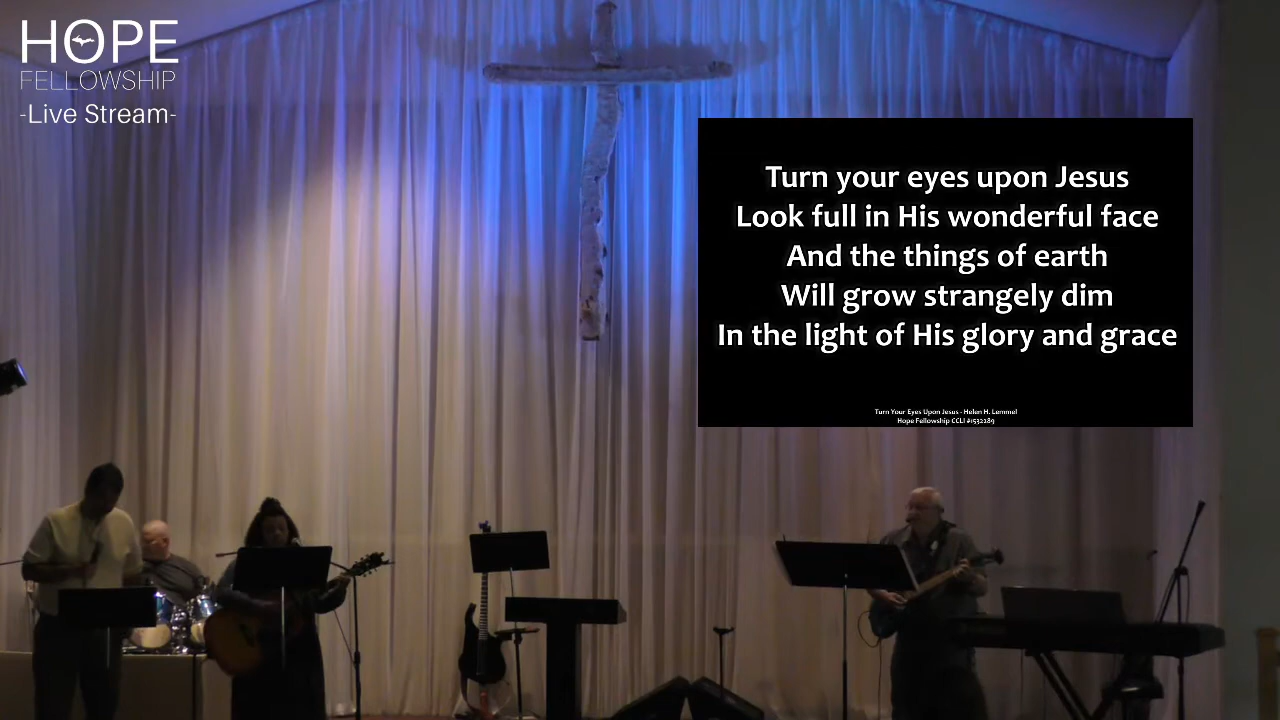 HOPE
FELLOWSHIP
-Live Stream-
Turn your eyes upon Jesus
Look full in His wonderful face
And the things of earth
Will grow strangely dim
In the light of His glory and grace
Turn Your Eyes Upon Jesus - Helen H. Lemmel
Hope Fellowship CCLI #1532289